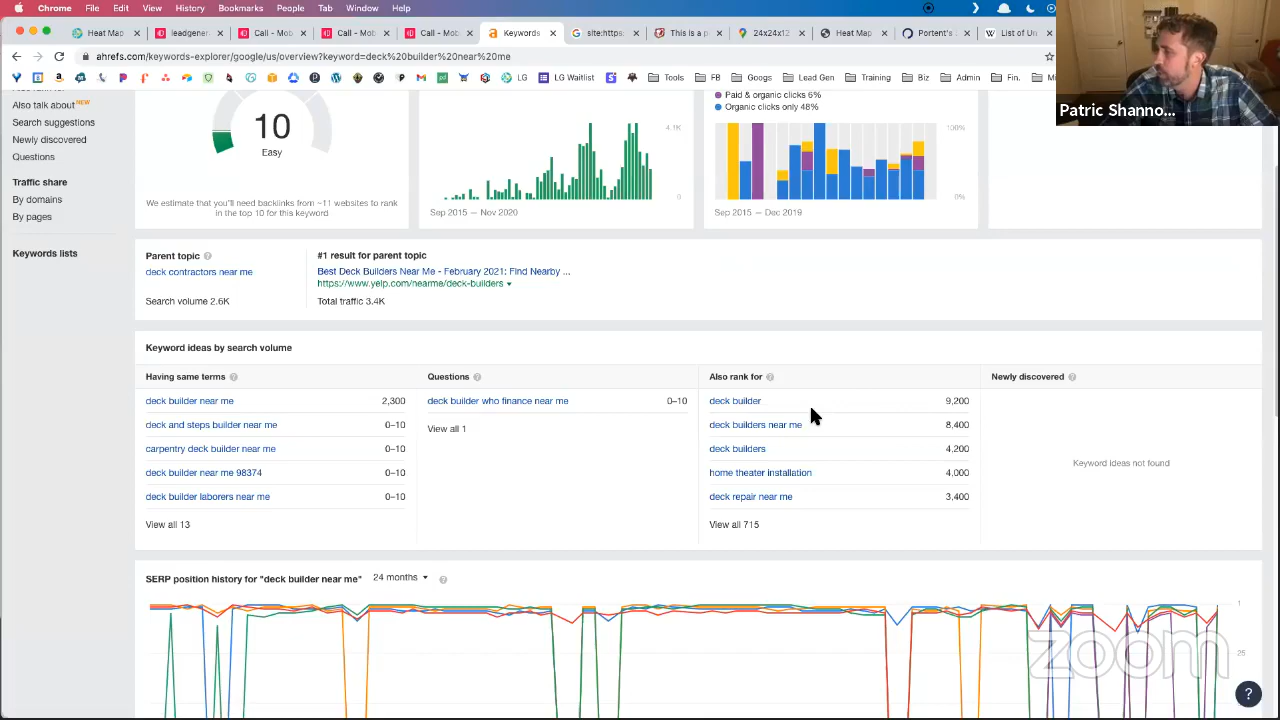 Chrome File Edit View History Bookmarks People Tab Window Help
Heat Map × leadgener × Call - Mob × Call - Mob × Call - Mob × Keywords × site:https: × This is a p × 24x24x12 × Heat Map × Portent's × List of Un
ahrefs.com/keywords-explorer/google/us/overview?keyword=deck%20builder%20near%20me
LG LG Waitlist Tools FB Googs Lead Gen Training Biz Admin Fin.
Patric Shanno...
Also talk about NEW
Search suggestions
Newly discovered
Questions
Traffic share
By domains
By pages
Keywords lists
10
Easy
We estimate that you'll need backlinks from ~11 websites to rank
in the top 10 for this keyword
4.1K
0
Sep 2015 — Nov 2020
Paid & organic clicks 6%
Organic clicks only 48%
100%
0%
Sep 2015 — Dec 2019
Parent topic ?
deck contractors near me
Search volume 2.6K
#1 result for parent topic
Best Deck Builders Near Me - February 2021: Find Nearby ...
https://www.yelp.com/nearme/deck-builders
Total traffic 3.4K
Keyword ideas by search volume
Having same terms ? Questions ? Also rank for ? Newly discovered ?
deck builder near me 2,300 deck builder who finance near me 0–10 deck builder 9,200
deck and steps builder near me 0–10 View all 1 deck builders near me 8,400
carpentry deck builder near me 0–10 deck builders 4,200
Keyword ideas not found
deck builder near me 98374 0–10 home theater installation 4,000
deck builder laborers near me 0–10 deck repair near me 3,400
View all 13 View all 715
SERP position history for "deck builder near me" 24 months ?
1
25
zoom
?